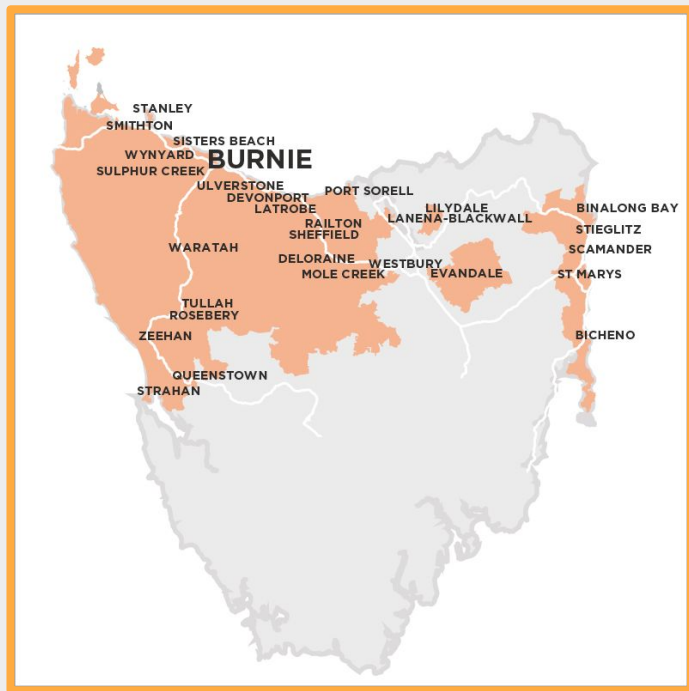 STANLEY
SMITHTON
SISTERS BEACH
WYNYARD
BURNIE
SULPHUR CREEK
ULVERSTONE
DEVONPORT
PORT SORELL
LATROBE
LILYDALE
BINALONG BAY
LANENA-BLACKWALL
RAILTON
STIEGLITZ
SHEFFIELD
WARATAH
SCAMANDER
DELORAINE
WESTBURY
MOLE CREEK
EVANDALE
ST MARYS
TULLAH
ROSEBERY
ZEEHAN
BICHENO
QUEENSTOWN
STRAHAN